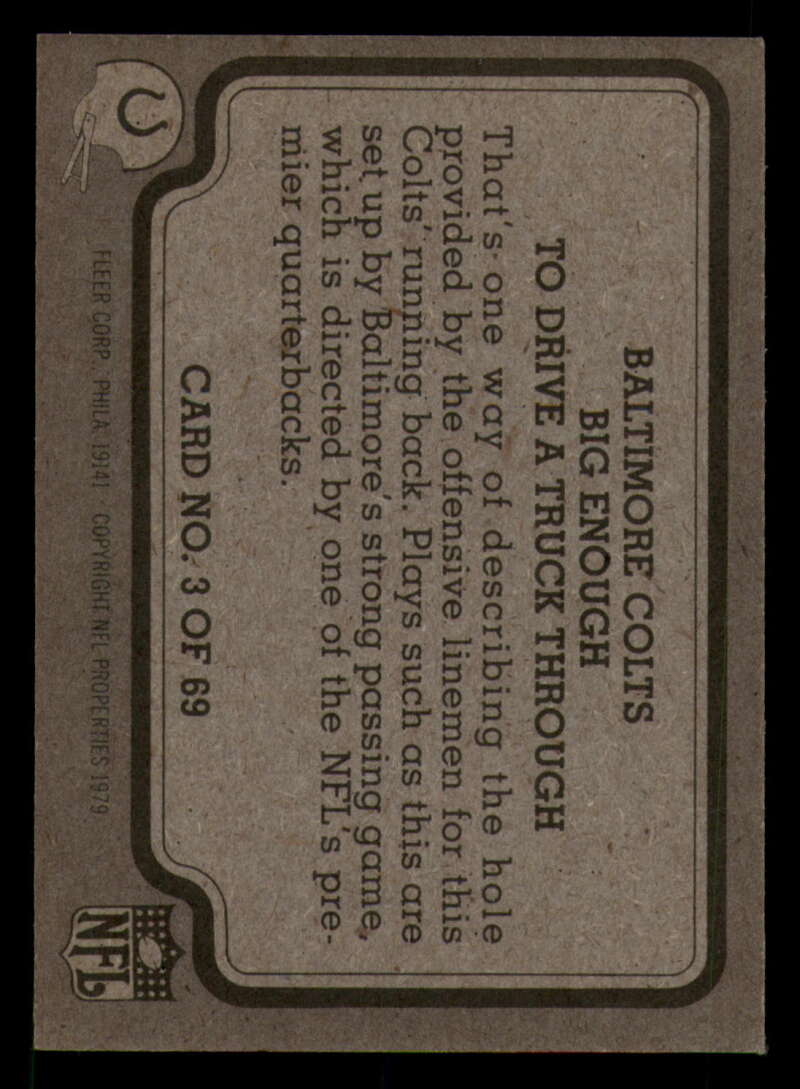 BALTIMORE COLTS
BIG ENOUGH
TO DRIVE A TRUCK THROUGH
That's one way of describing the hole
provided by the offensive linemen for this
Colts' running back. Plays such as this are
set up by Baltimore's strong passing game,
which is directed by one of the NFL's pre-
mier quarterbacks.
CARD NO. 3 OF 69
FLEER CORP., PHILA. 19141 COPYRIGHT NFL PROPERTIES 1979
NFL